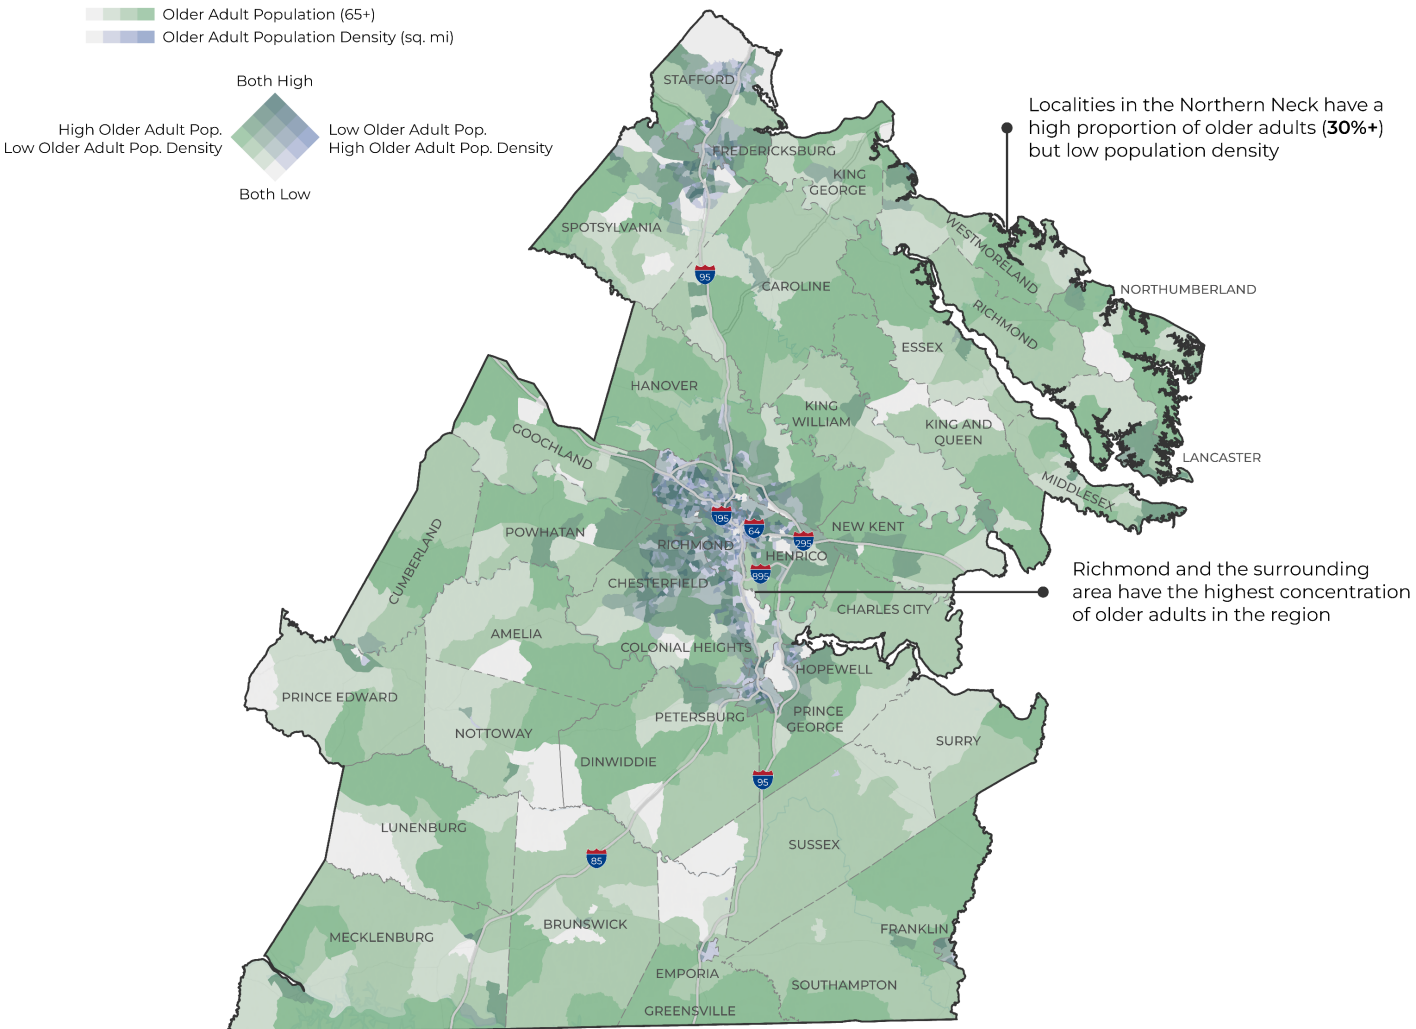 Older Adult Population (65+)
Older Adult Population Density (sq. mi)
Both High
High Older Adult Pop.
Low Older Adult Pop. Density
Low Older Adult Pop.
High Older Adult Pop. Density
Both Low
Localities in the Northern Neck have a
high proportion of older adults (30%+)
but low population density
STAFFORD
FREDERICKSBURG
KING
GEORGE
SPOTSYLVANIA
WESTMORELAND
95
CAROLINE
NORTHUMBERLAND
RICHMOND
ESSEX
HANOVER
KING
WILLIAM
KING AND
QUEEN
GOOCHLAND
LANCASTER
MIDDLESEX
195
64
NEW KENT
POWHATAN
295
RICHMOND
HENRICO
CUMBERLAND
895
CHESTERFIELD
Richmond and the surrounding
area have the highest concentration
of older adults in the region
CHARLES CITY
AMELIA
COLONIAL HEIGHTS
HOPEWELL
PRINCE EDWARD
PETERSBURG
PRINCE
GEORGE
NOTTOWAY
SURRY
DINWIDDIE
95
LUNENBURG
SUSSEX
85
BRUNSWICK
FRANKLIN
MECKLENBURG
EMPORIA
SOUTHAMPTON
GREENSVILLE